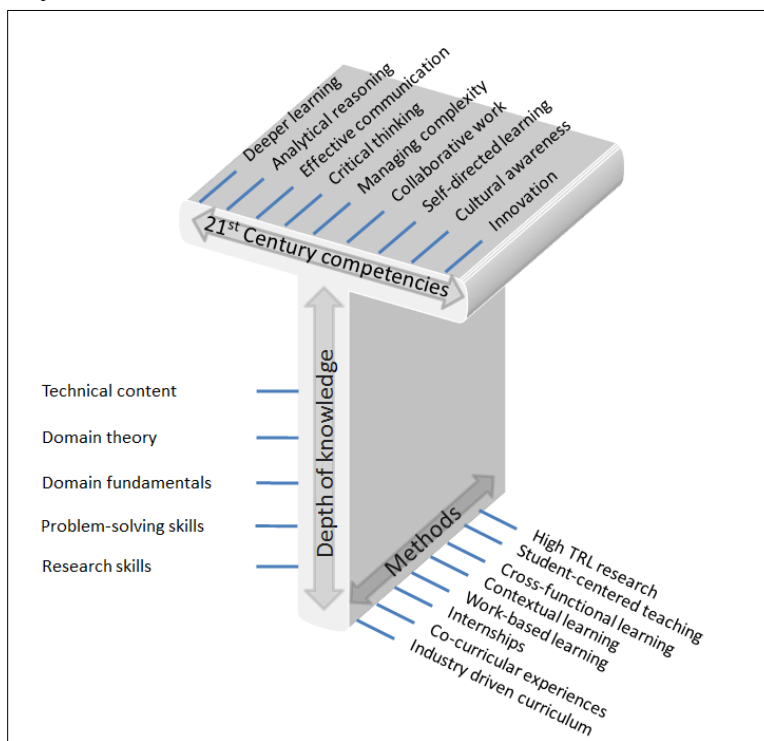 Deeper learning
Analytical reasoning
Effective communication
Critical thinking
Managing complexity
Collaborative work
Self-directed learning
Cultural awareness
Innovation
21st Century competencies
Depth of knowledge
Technical content
Domain theory
Domain fundamentals
Problem-solving skills
Research skills
Methods
High TRL research
Student-centered teaching
Cross-functional learning
Contextual learning
Work-based learning
Internships
Co-curricular experiences
Industry driven curriculum